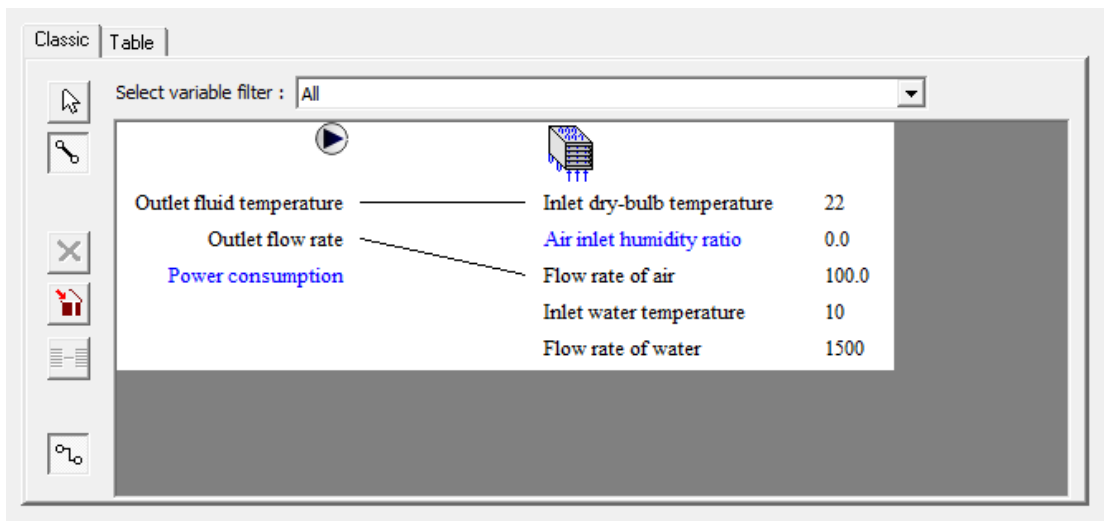 Classic Table
Select variable filter : All
Outlet fluid temperature Inlet dry-bulb temperature 22
Outlet flow rate Air inlet humidity ratio 0.0
Power consumption Flow rate of air 100.0
Inlet water temperature 10
Flow rate of water 1500